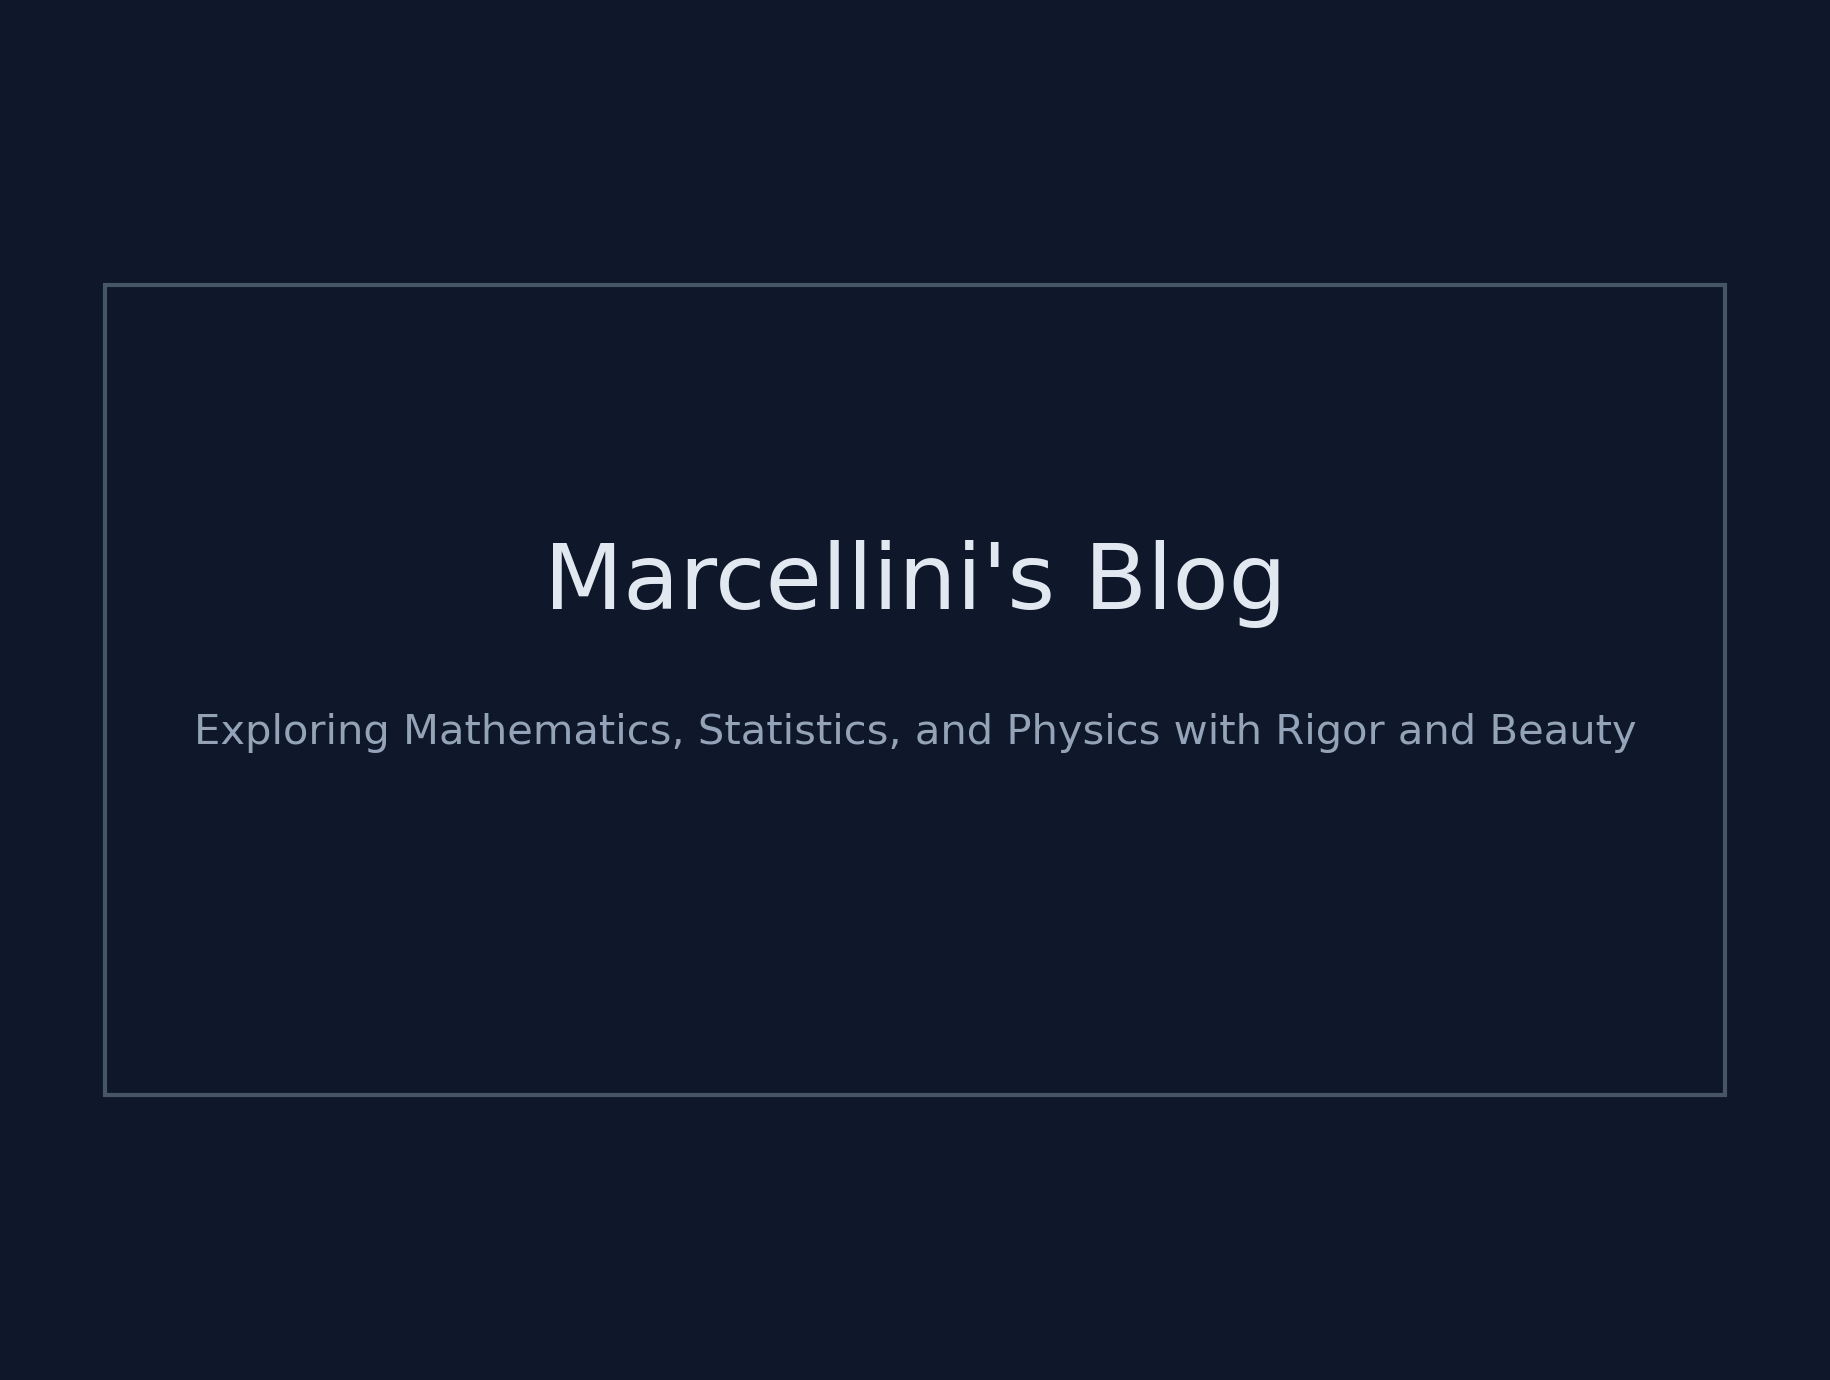 Marcellini's Blog
Exploring Mathematics, Statistics, and Physics with Rigor and Beauty